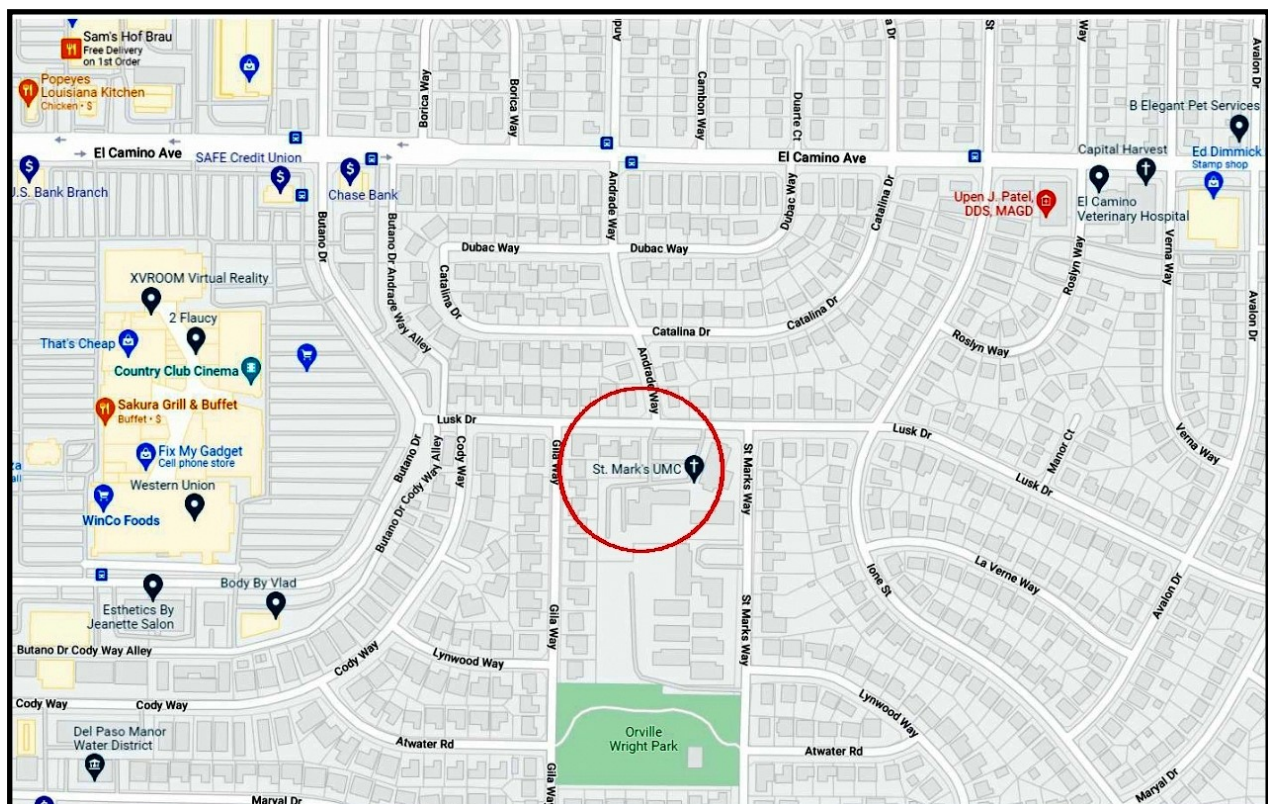 Sam's Hof Brau
Free Delivery
on 1st Order
Popeyes
Louisiana Kitchen
Chicken • $
Borica Way
Borica Way
Cambon Way
Duarte Ct
a Dr
St
Way
Avalon Dr
B Elegant Pet Services
El Camino Ave
SAFE Credit Union
El Camino Ave
Capital Harvest
Ed Dimmick
Stamp shop
U.S. Bank Branch
Chase Bank
Andrade Way
Dubac Way
Catalina Dr
Upen J. Patel,
DDS, MAGD
El Camino
Veterinary Hospital
Butano Dr
Butano Dr Andrade Way Alley
Dubac Way
Dubac Way
Roslyn Way
Verna Way
XVROOM Virtual Reality
Catalina Dr
Avalon Dr
2 Flaucy
Catalina Dr
Catalina Dr
That's Cheap
Roslyn Way
Country Club Cinema
Andrade Way
Sakura Grill & Buffet
Buffet • $
Lusk Dr
Lusk Dr
Manor Ct
Verna Way
Butano Dr
Cody Way
Gila Way
St Marks Way
Fix My Gadget
Cell phone store
za
all
St. Mark's UMC
Western Union
Lusk Dr
WinCo Foods
Butano Dr Cody Way Alley
Body By Vlad
Ione St
La Verne Way
Avalon Dr
Esthetics By
Jeanette Salon
Gila Way
St Marks Way
Butano Dr Cody Way Alley
Cody Way
Lynwood Way
Lynwood Way
Cody Way
Cody Way
Del Paso Manor
Water District
Atwater Rd
Orville
Wright Park
Atwater Rd
Gila Way
Maryal Dr
Maryal Dr